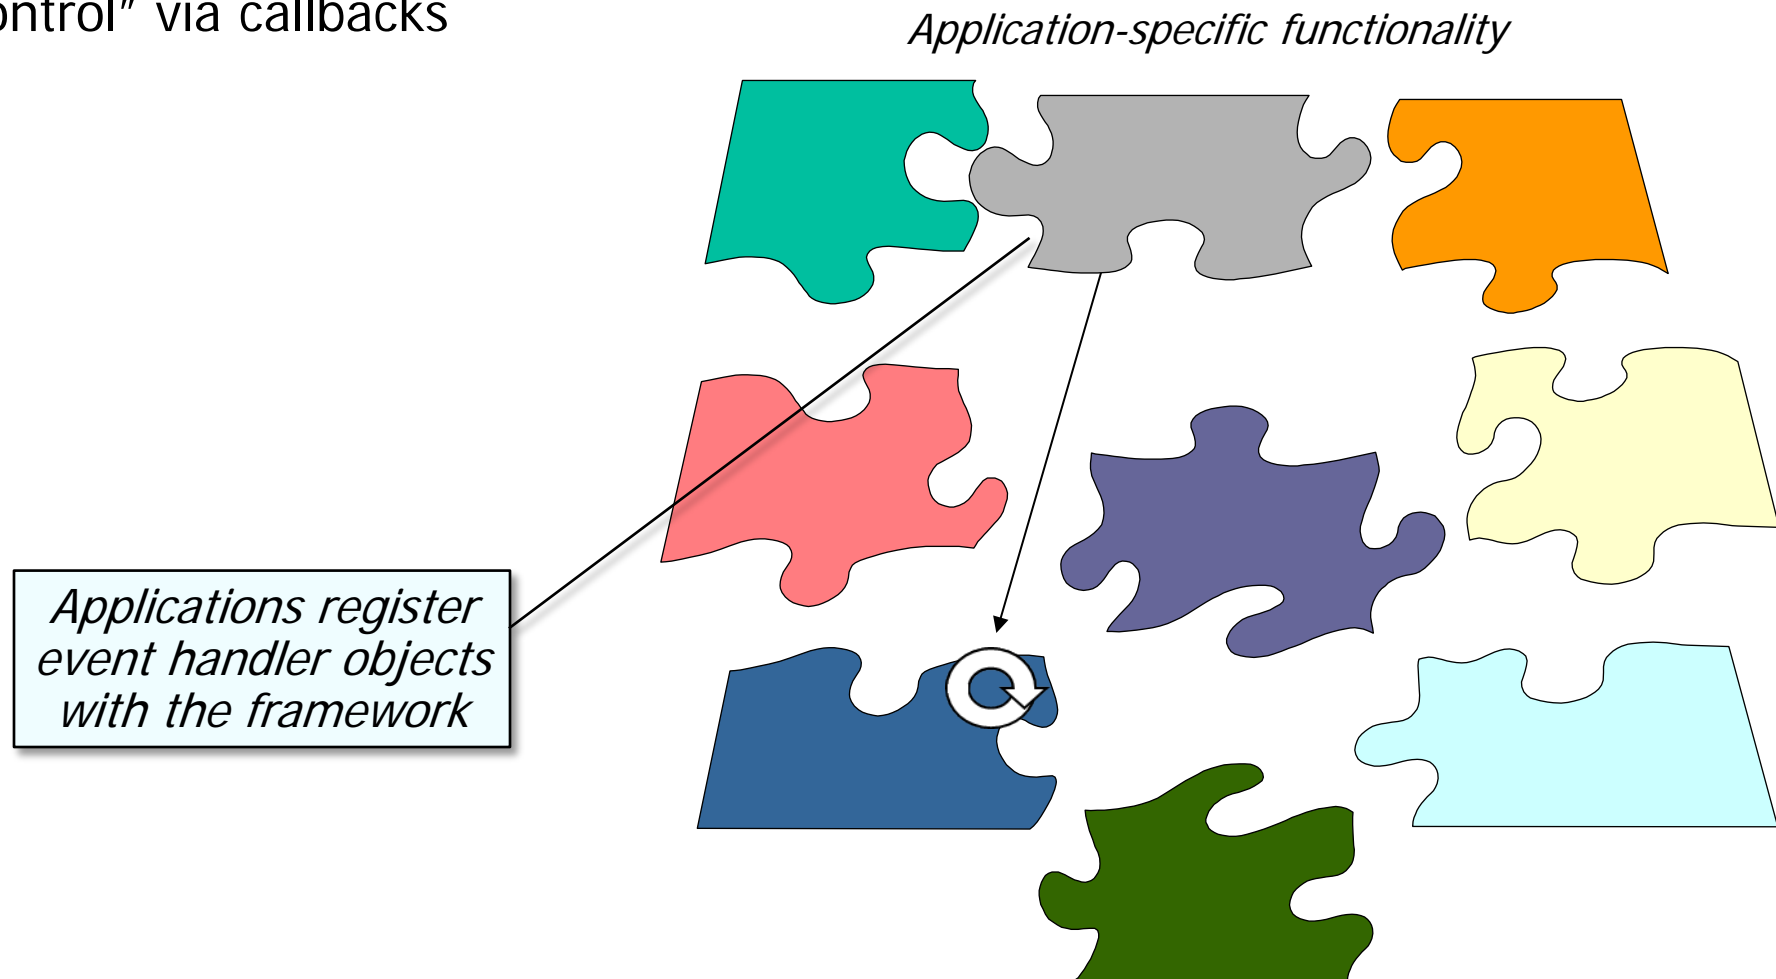 ontrol” via callbacks
Application-specific functionality
Applications register
event handler objects
with the framework